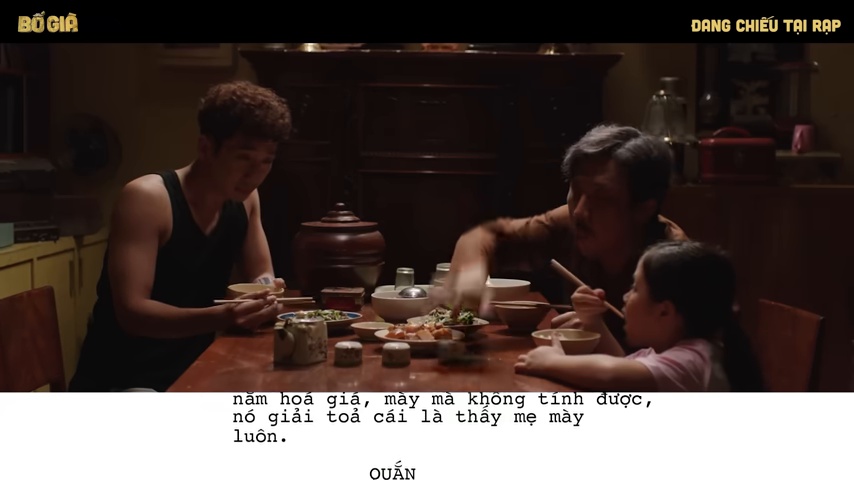 BỐ GIÀ
ĐANG CHIẾU TẠI RẠP
năm hoá giá, mày mà không tính được,
nó giải toả cái là thấy mẹ mày
luôn.
QUẮN